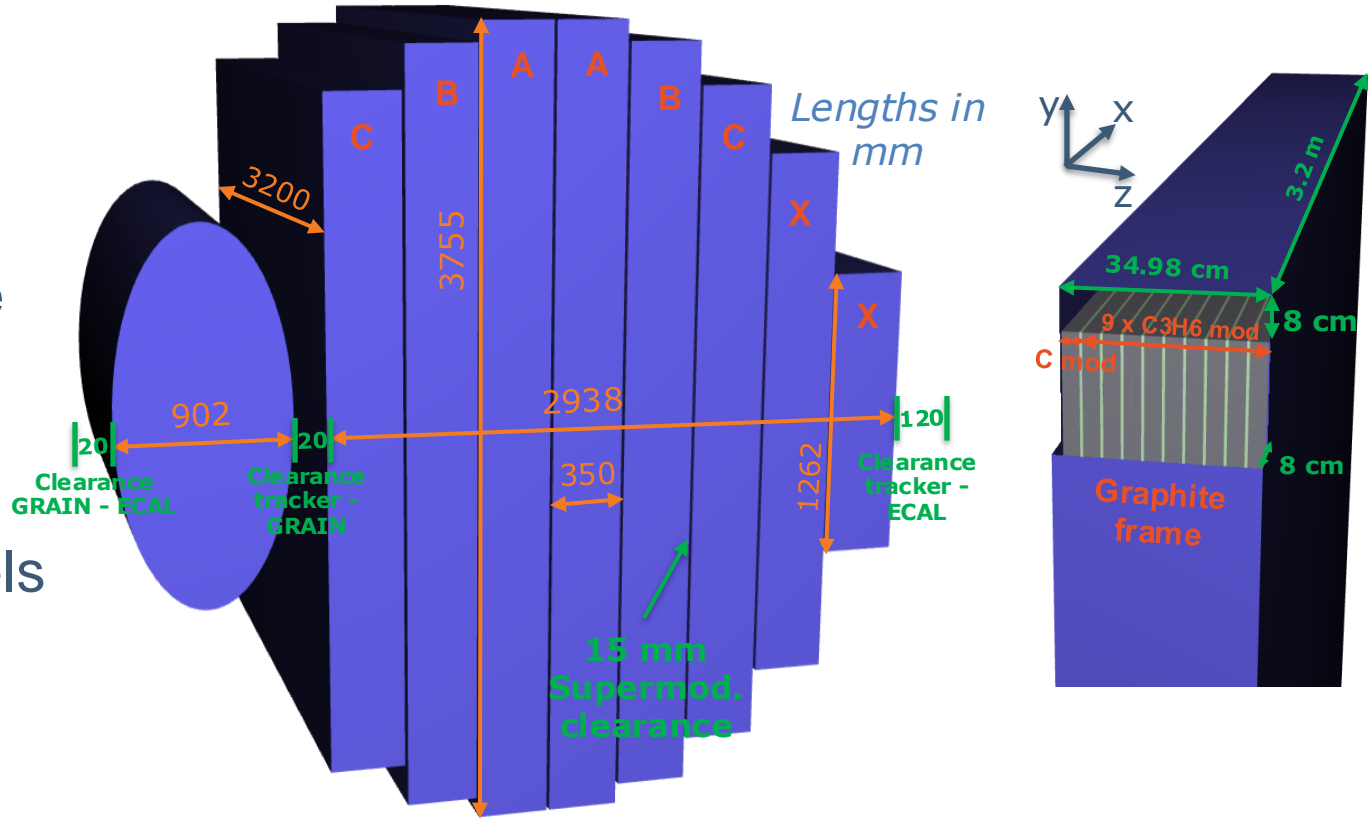 e
els
C
B
A
A
B
C
X
X
Lengths in
mm
3200
3755
902
2938
350
1262
20
Clearance
GRAIN - ECAL
20
Clearance
tracker -
GRAIN
120
Clearance
tracker -
ECAL
15 mm
Supermod.
clearance
y
x
z
3.2 m
34.98 cm
8 cm
9 x C3H6 mod
C mod
8 cm
Graphite
frame